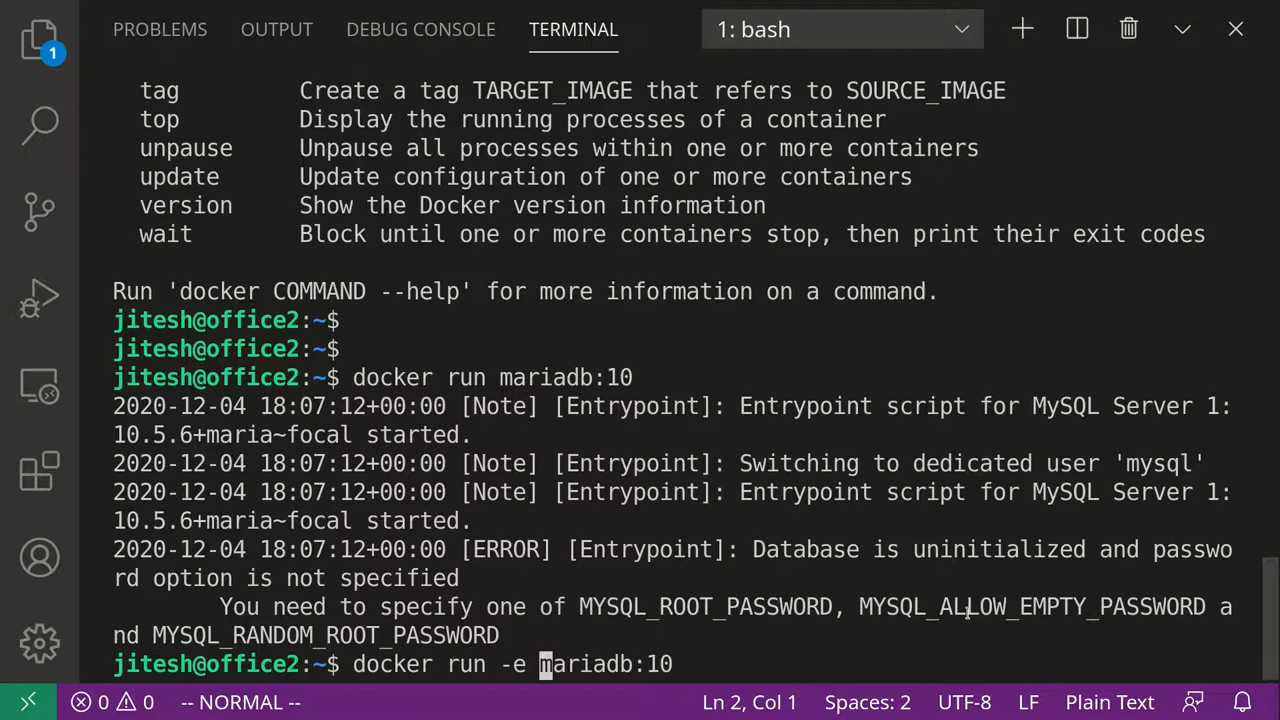 PROBLEMS OUTPUT DEBUG CONSOLE TERMINAL 1: bash
1
tag Create a tag TARGET_IMAGE that refers to SOURCE_IMAGE
top Display the running processes of a container
unpause Unpause all processes within one or more containers
update Update configuration of one or more containers
version Show the Docker version information
wait Block until one or more containers stop, then print their exit codes
Run 'docker COMMAND --help' for more information on a command.
jitesh@office2:~$
jitesh@office2:~$
jitesh@office2:~$ docker run mariadb:10
2020-12-04 18:07:12+00:00 [Note] [Entrypoint]: Entrypoint script for MySQL Server 1:
10.5.6+maria~focal started.
2020-12-04 18:07:12+00:00 [Note] [Entrypoint]: Switching to dedicated user 'mysql'
2020-12-04 18:07:12+00:00 [Note] [Entrypoint]: Entrypoint script for MySQL Server 1:
10.5.6+maria~focal started.
2020-12-04 18:07:12+00:00 [ERROR] [Entrypoint]: Database is uninitialized and passwo
rd option is not specified
You need to specify one of MYSQL_ROOT_PASSWORD, MYSQL_ALLOW_EMPTY_PASSWORD a
nd MYSQL_RANDOM_ROOT_PASSWORD
jitesh@office2:~$ docker run -e mariadb:10
0 0 -- NORMAL -- Ln 2, Col 1 Spaces: 2 UTF-8 LF Plain Text